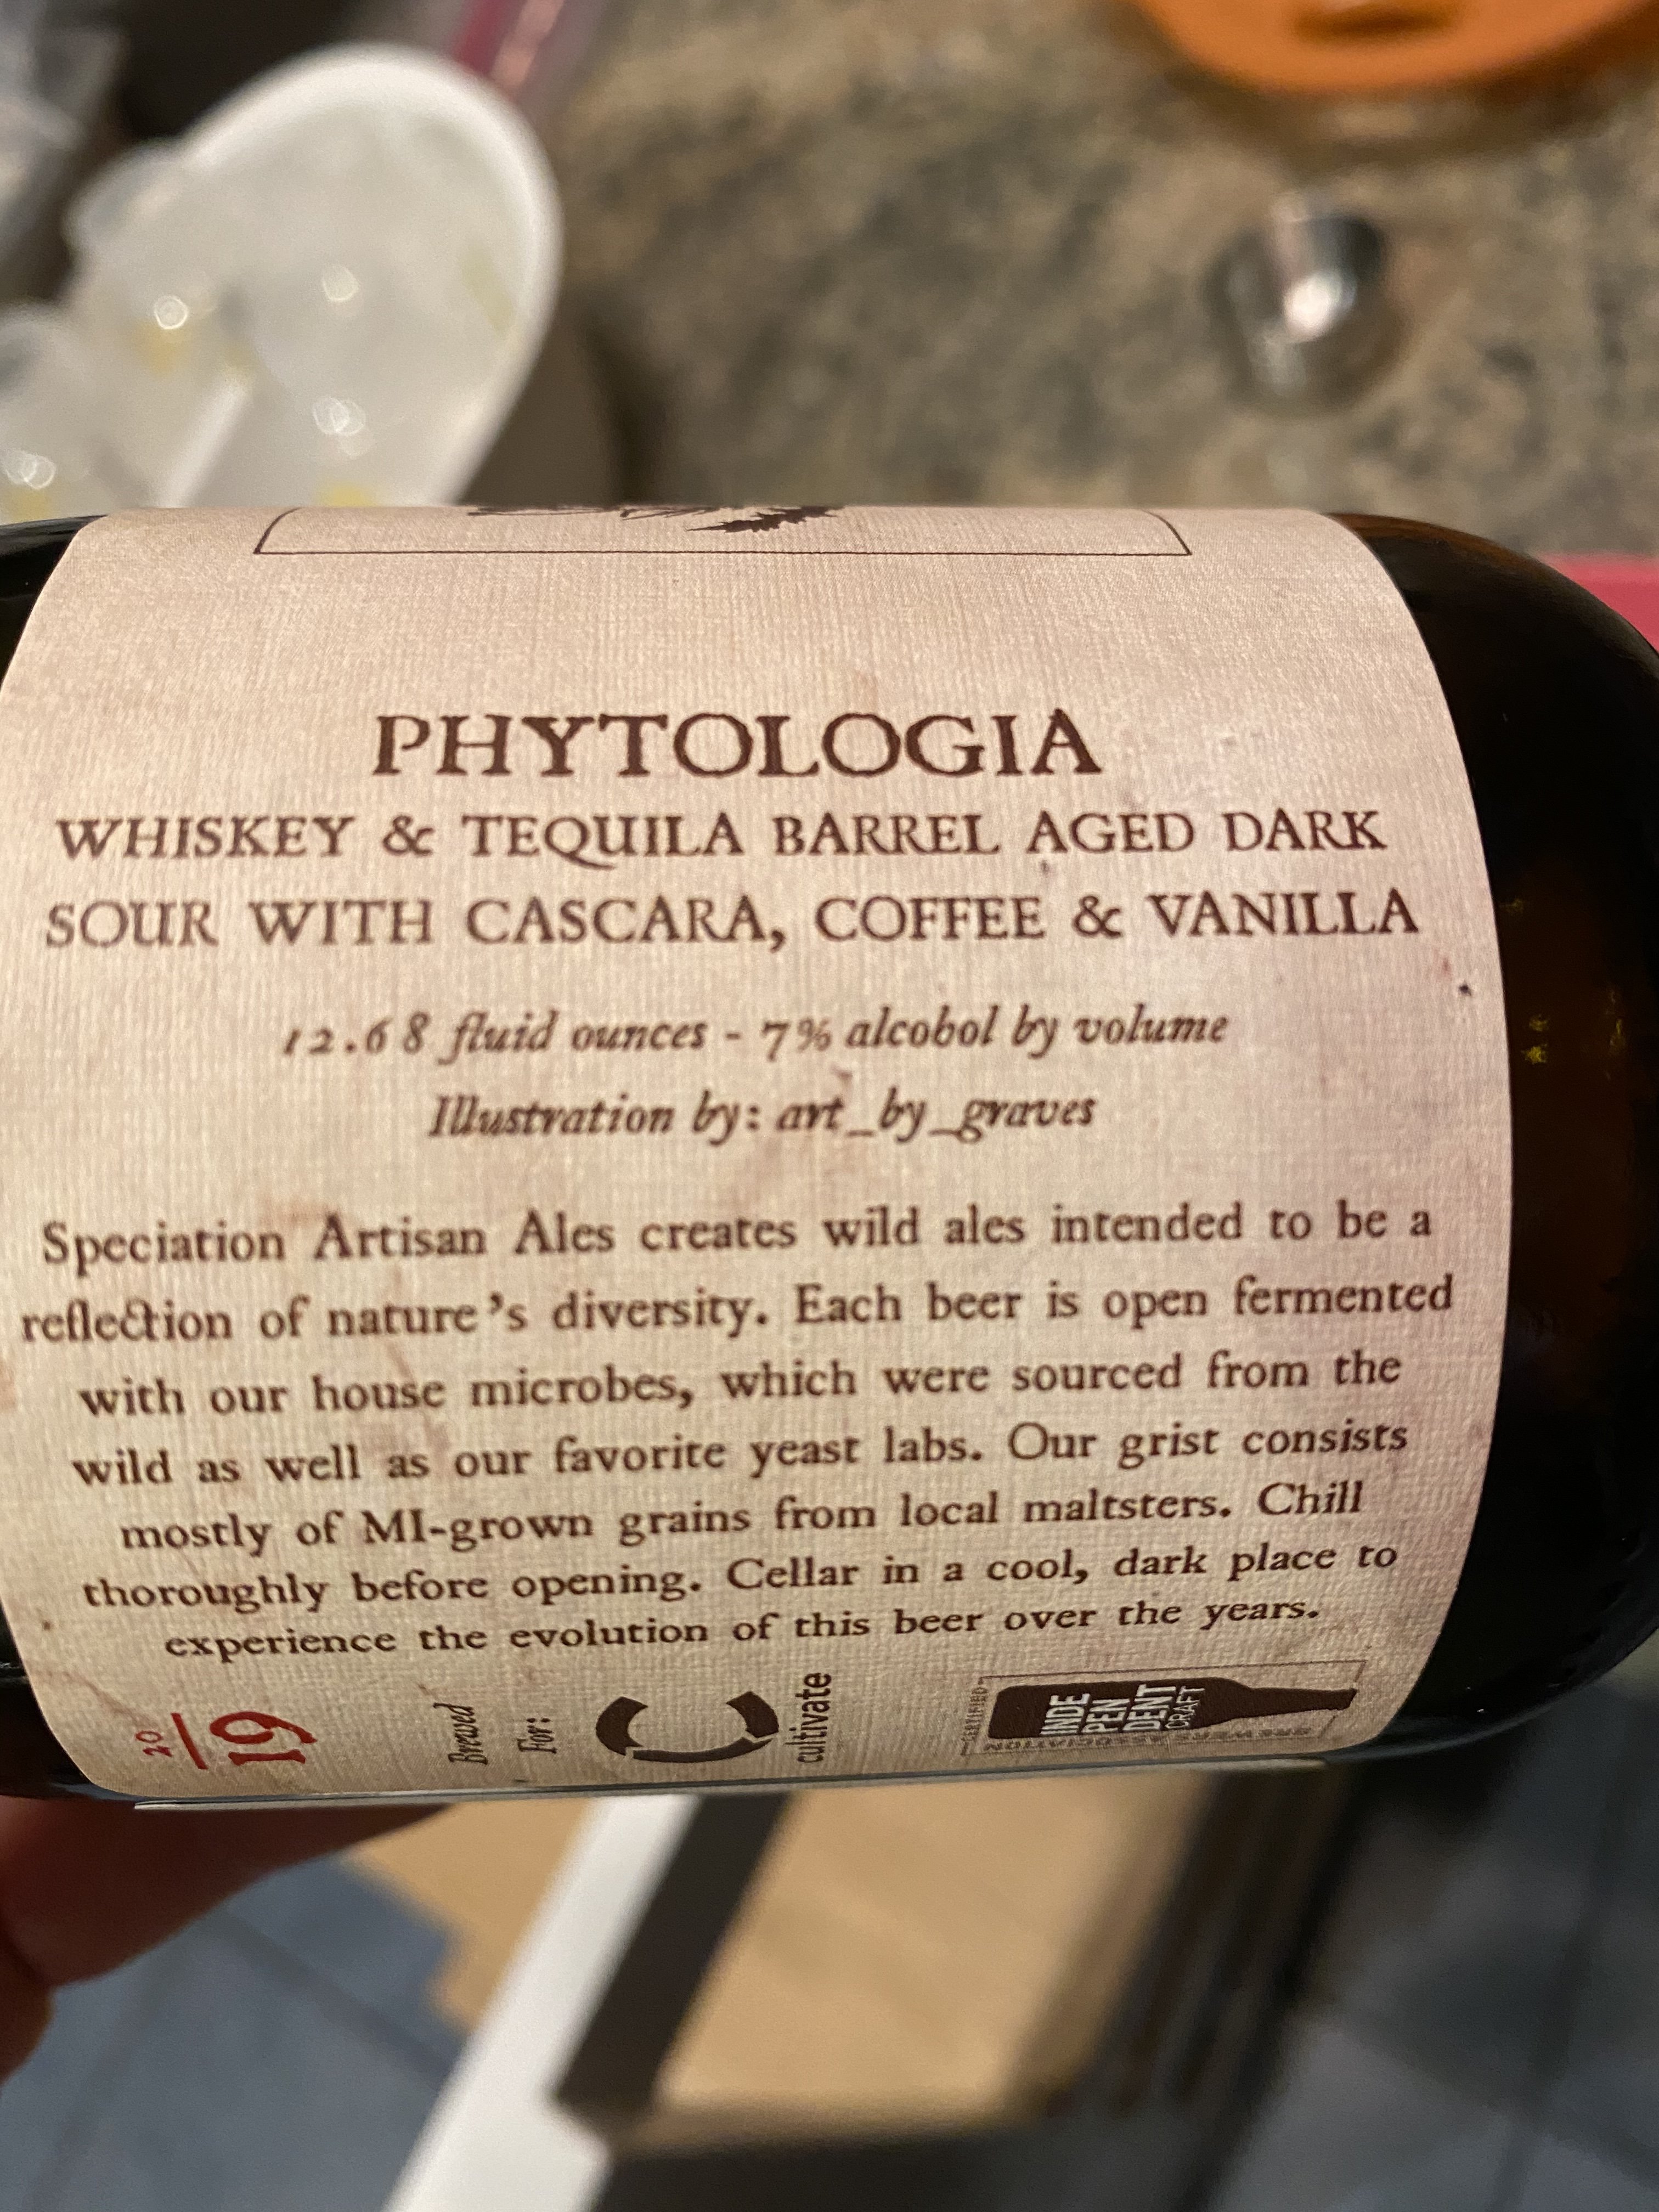 PHYTOLOGIA
WHISKEY & TEQUILA BARREL AGED DARK
SOUR WITH CASCARA, COFFEE & VANILLA
12.68 fluid ounces - 7% alcohol by volume
Illustration by: art_by_graves
Speciation Artisan Ales creates wild ales intended to be a
reflection of nature's diversity. Each beer is open fermented
with our house microbes, which were sourced from the
wild as well as our favorite yeast labs. Our grist consists
mostly of MI-grown grains from local maltsters. Chill
thoroughly before opening. Cellar in a cool, dark place to
experience the evolution of this beer over the years.
20
19
Brewed
For:
C
cultivate
CERTIFIED
INDE
PEN
DENT
CRAFT
BREWERS ASSOCIATION